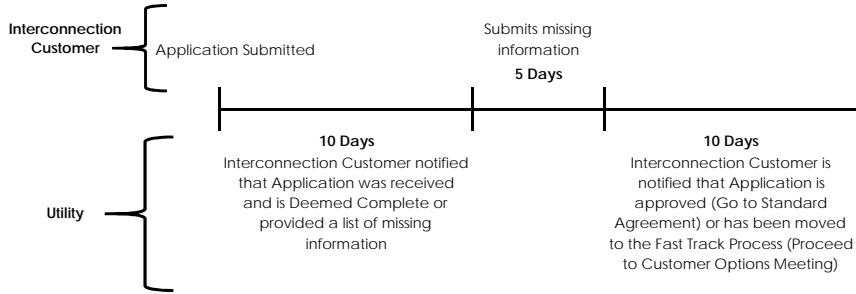 Interconnection
Customer
Application Submitted
Submits missing
information
5 Days
Utility
10 Days
Interconnection Customer notified
that Application was received
and is Deemed Complete or
provided a list of missing
information
10 Days
Interconnection Customer is
notified that Application is
approved (Go to Standard
Agreement) or has been moved
to the Fast Track Process (Proceed
to Customer Options Meeting)